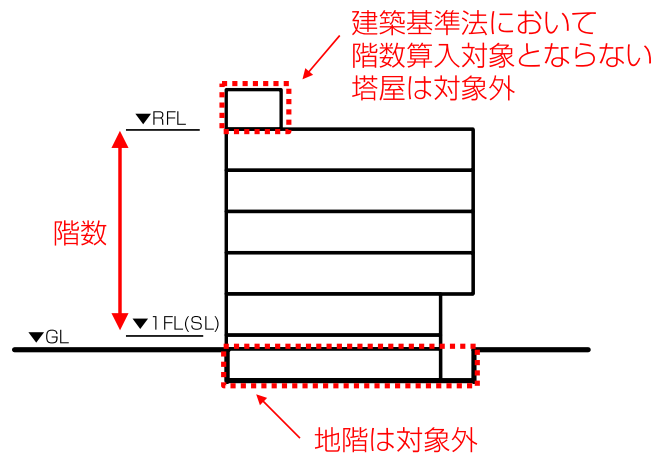 建築基準法において
階数算入対象とならない
塔屋は対象外
▼RFL
階数
▼1FL(SL)
▼GL
地階は対象外